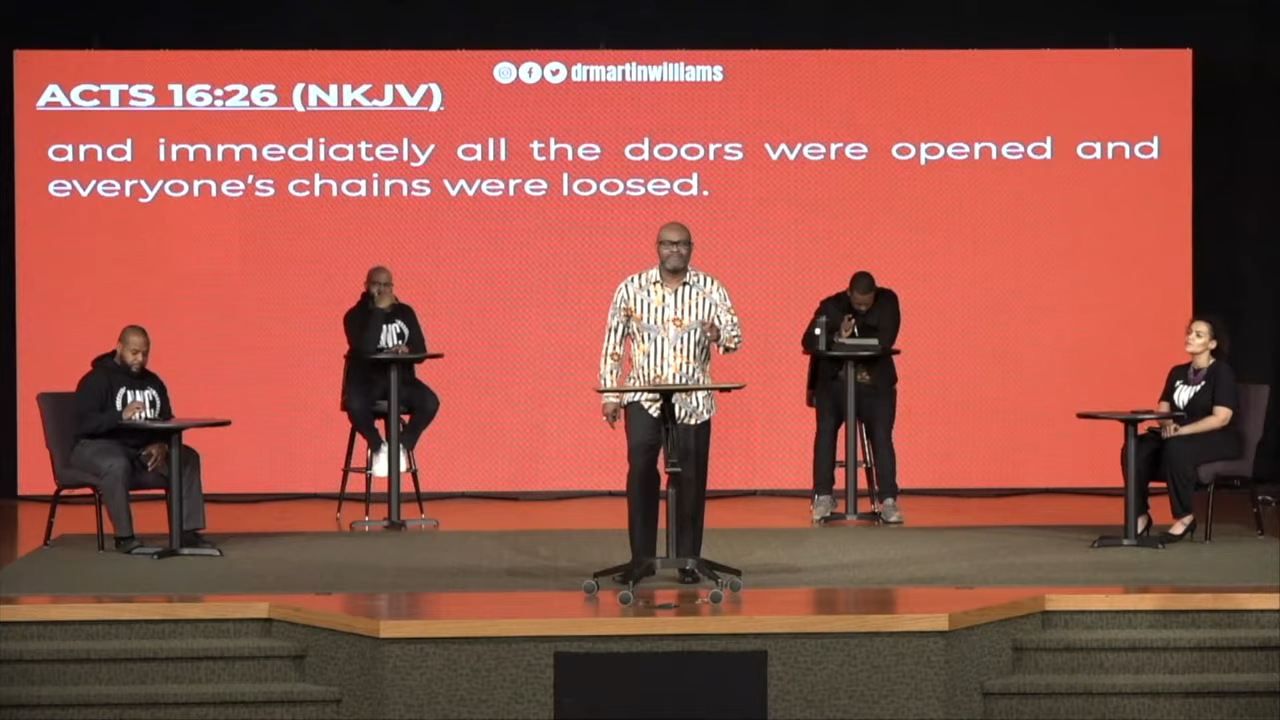 drmartinwilliams
ACTS 16:26 (NKJV)
and immediately all the doors were opened and
everyone's chains were loosed.